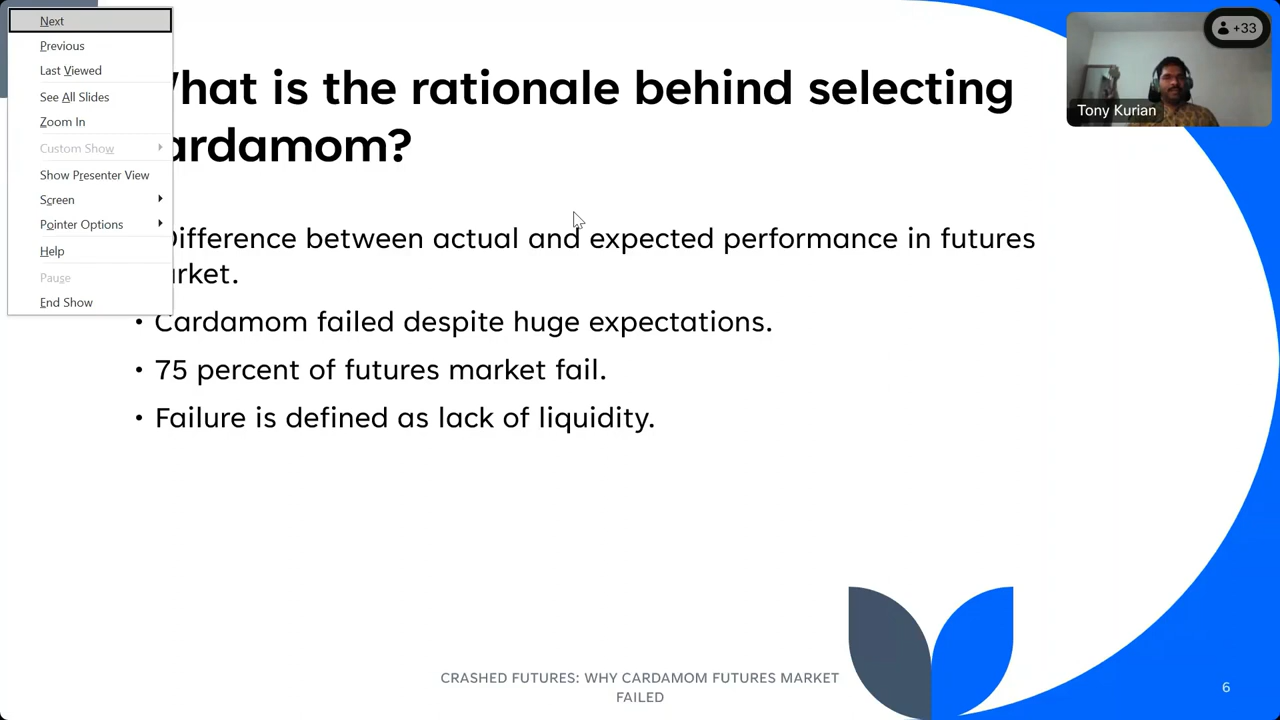 Next
Previous
Last Viewed
See All Slides
Zoom In
Custom Show
Show Presenter View
Screen
Pointer Options
Help
Pause
End Show
hat is the rationale behind selecting
ardamom?
Difference between actual and expected performance in futures
rket.
• Cardamom failed despite huge expectations.
• 75 percent of futures market fail.
• Failure is defined as lack of liquidity.
+33
Tony Kurian
CRASHED FUTURES: WHY CARDAMOM FUTURES MARKET
FAILED
6